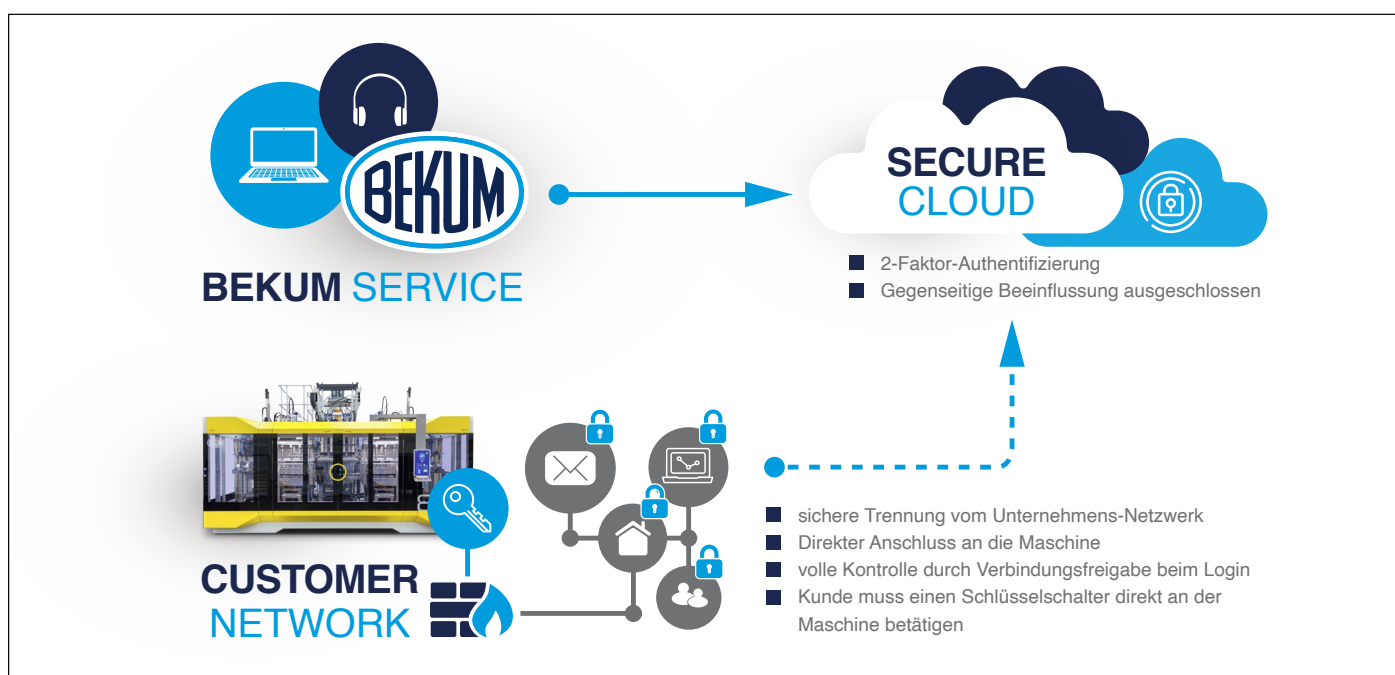 BEKUM
BEKUM SERVICE
SECURE
CLOUD
2-Faktor-Authentifizierung
Gegenseitige Beeinflussung ausgeschlossen
CUSTOMER
NETWORK
sichere Trennung vom Unternehmens-Netzwerk
Direkter Anschluss an die Maschine
volle Kontrolle durch Verbindungsfreigabe beim Login
Kunde muss einen Schlüsselschalter direkt an der
Maschine betätigen